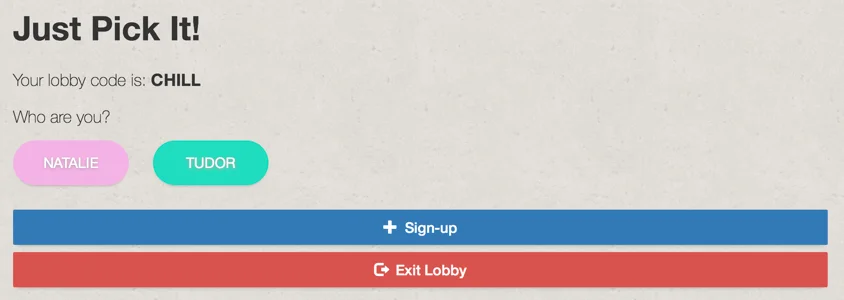 Just Pick It!
Your lobby code is: CHILL
Who are you?
NATALIE TUDOR
Sign-up
Exit Lobby